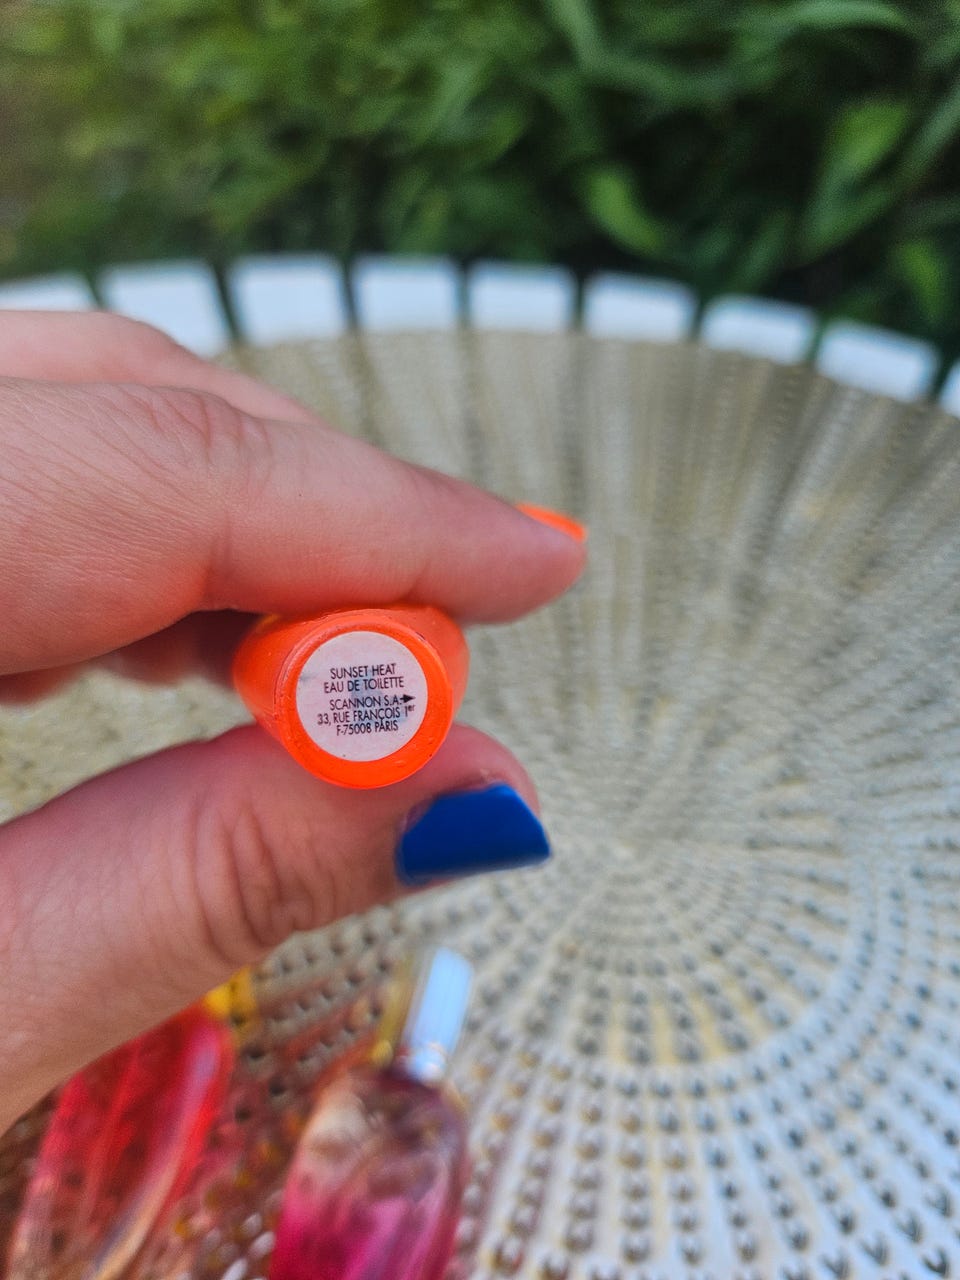 SUNSET HEAT
EAU DE TOILETTE
SCANNON S.A.
33, RUE FRANÇOIS 1er
F-75008 PARIS